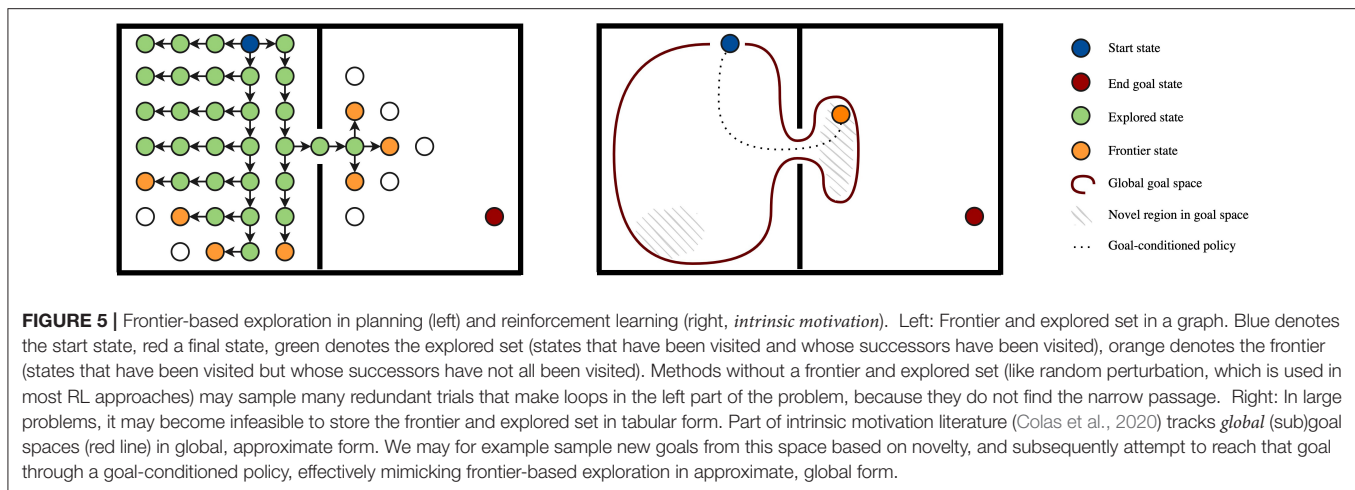 Start state
End goal state
Explored state
Frontier state
Global goal space
Novel region in goal space
Goal-conditioned policy
FIGURE 5 | Frontier-based exploration in planning (left) and reinforcement learning (right, intrinsic motivation). Left: Frontier and explored set in a graph. Blue denotes
the start state, red a final state, green denotes the explored set (states that have been visited and whose successors have been visited), orange denotes the frontier
(states that have been visited but whose successors have not all been visited). Methods without a frontier and explored set (like random perturbation, which is used in
most RL approaches) may sample many redundant trials that make loops in the left part of the problem, because they do not find the narrow passage. Right: In large
problems, it may become infeasible to store the frontier and explored set in tabular form. Part of intrinsic motivation literature (Colas et al., 2020) tracks global (sub)goal
spaces (red line) in global, approximate form. We may for example sample new goals from this space based on novelty, and subsequently attempt to reach that goal
through a goal-conditioned policy, effectively mimicking frontier-based exploration in approximate, global form.